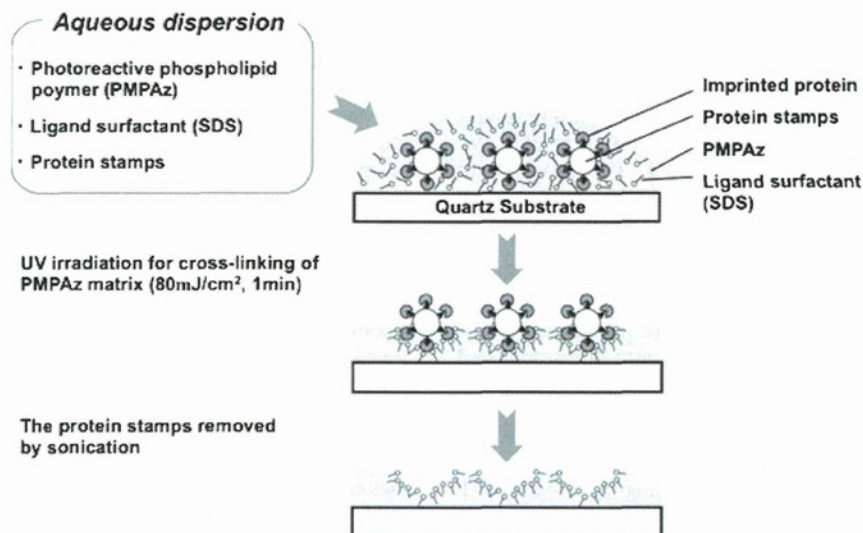 Aqueous dispersion
· Photoreactive phospholipid
poymer (PMPAz)
· Ligand surfactant (SDS)
· Protein stamps
Imprinted protein
Protein stamps
PMPAz
Ligand surfactant
(SDS)
Quartz Substrate
UV irradiation for cross-linking of
PMPAz matrix (80mJ/cm², 1min)
The protein stamps removed
by sonication